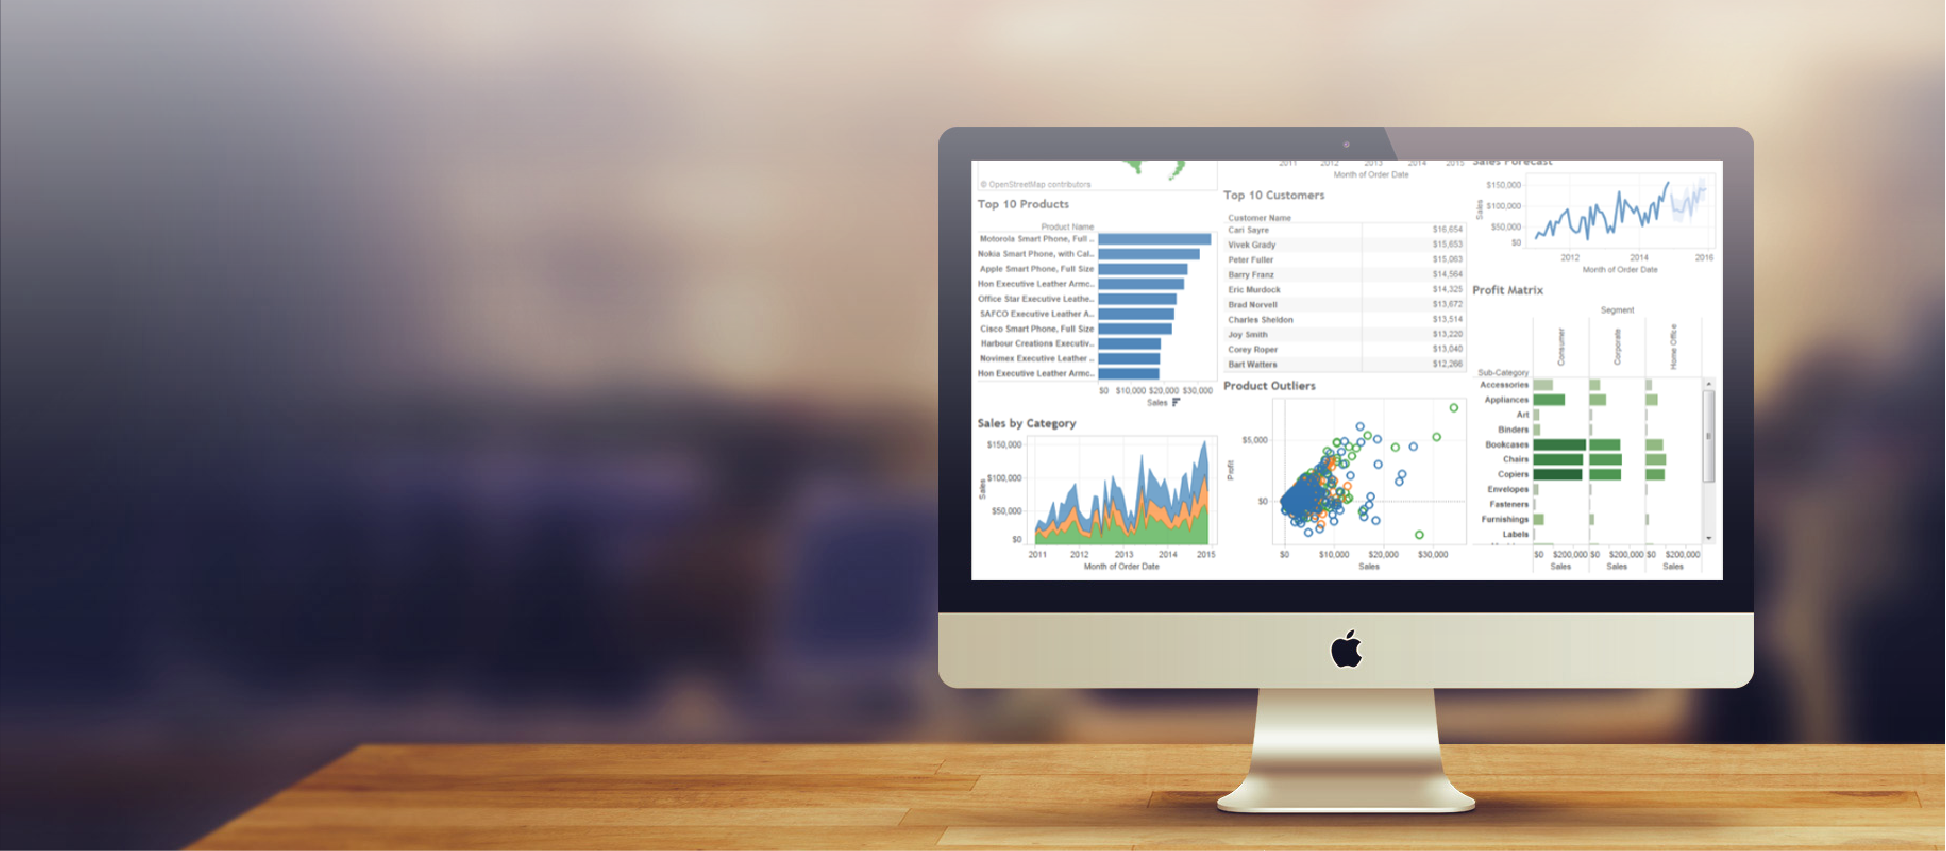 © OpenStreetMap contributors
Top 10 Products
Product Name
Motorola Smart Phone, Full ...
Nokia Smart Phone, with Cal...
Apple Smart Phone, Full Size
Hon Executive Leather Armc...
Office Star Executive Leathe...
SAFCO Executive Leather A...
Cisco Smart Phone, Full Size
Harbour Creations Executiv...
Novimex Executive Leather ...
Hon Executive Leather Armc...
$0 $10,000 $20,000 $30,000
Sales
Sales by Category
$150,000
$100,000
$50,000
$0
Sales
2011 2012 2013 2014 2015
Month of Order Date
2011 2012 2013 2014 2015
Month of Order Date
Top 10 Customers
Customer Name
Cari Sayre $16,654
Vivek Grady $15,653
Peter Fuller $15,063
Barry Franz $14,564
Eric Murdock $14,325
Brad Norvell $13,672
Charles Sheldon $13,514
Joy Smith $13,220
Corey Roper $13,040
Bart Watters $12,266
Product Outliers
$5,000
$0
Profit
$0 $10,000 $20,000 $30,000
Sales
Sales Forecast
$150,000
$100,000
$50,000
$0
Sales
2012 2014 2016
Month of Order Date
Profit Matrix
Segment
Consumer Corporate Home Office
Sub-Category
Accessories
Appliances
Art
Binders
Bookcases
Chairs
Copiers
Envelopes
Fasteners
Furnishings
Labels
$0 $200,000 $0 $200,000 $0 $200,000
Sales Sales Sales